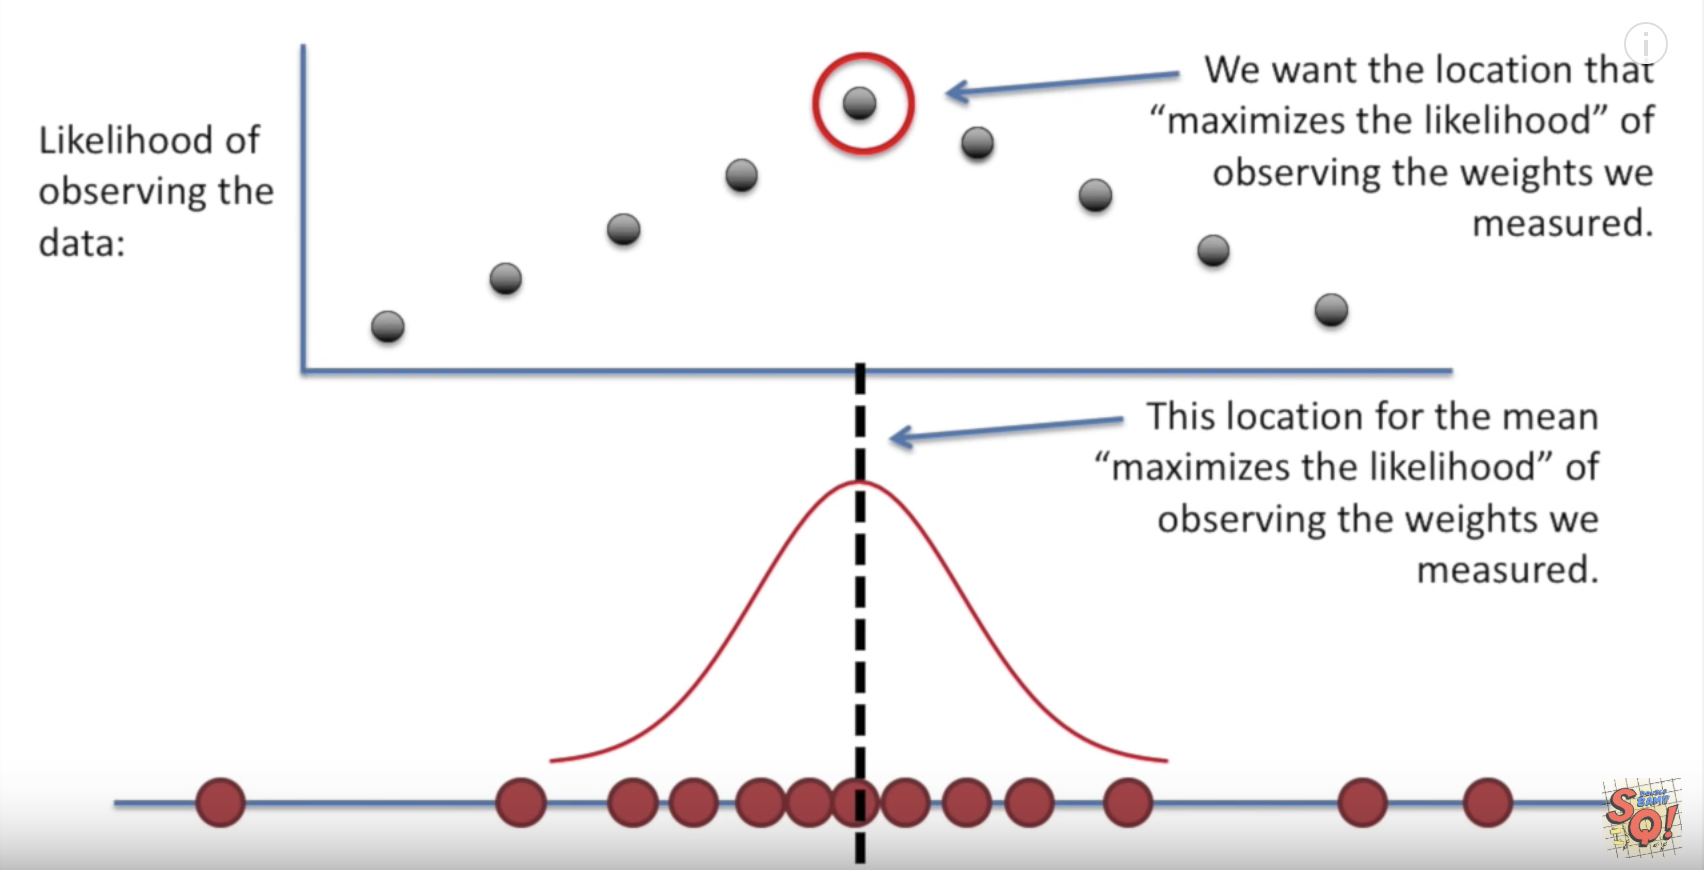 We want the location that
“maximizes the likelihood” of
observing the weights we
measured.
Likelihood of
observing the
data:
This location for the mean
“maximizes the likelihood” of
observing the weights we
measured.
SQ!